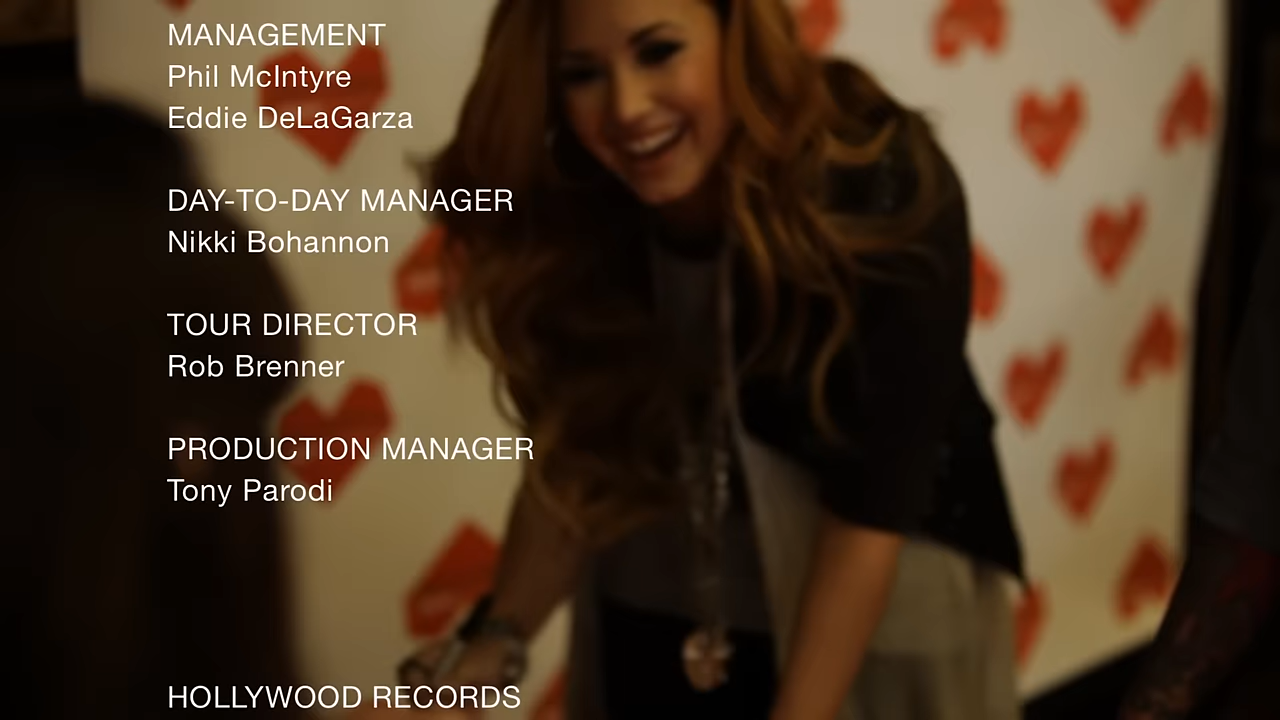 MANAGEMENT
Phil McIntyre
Eddie DeLaGarza
DAY-TO-DAY MANAGER
Nikki Bohannon
TOUR DIRECTOR
Rob Brenner
PRODUCTION MANAGER
Tony Parodi
HOLLYWOOD RECORDS